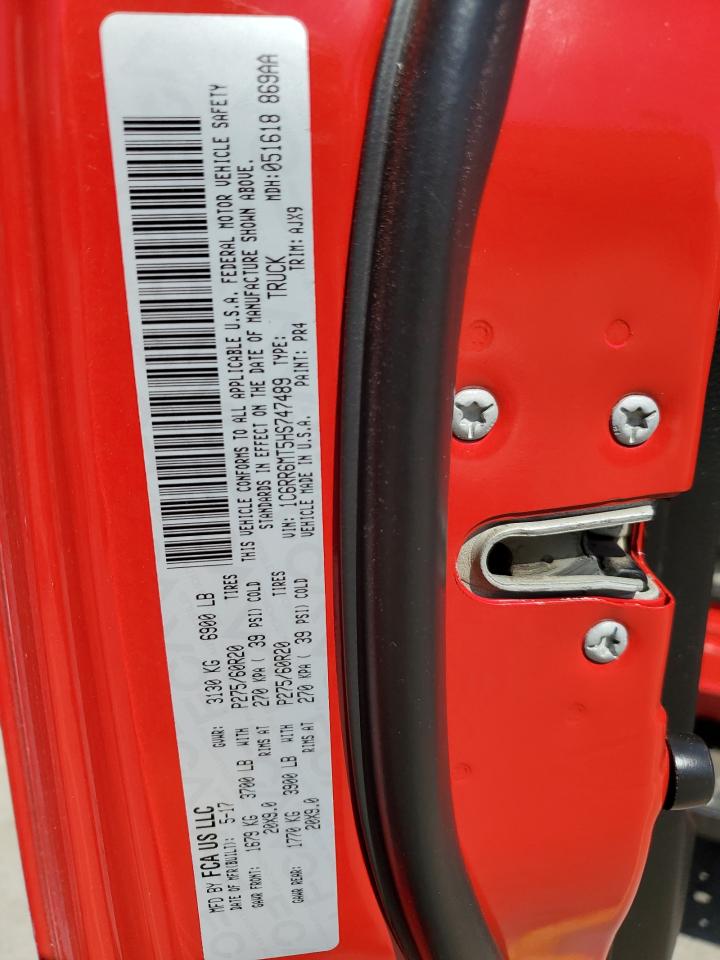 MFD BY FCA US LLC
DATE OF MFR(BUILT): 5-17 GVWR: 3130 KG 6900 LB
GAWR FRONT: 1679 KG 3700 LB WITH P275/60R20 TIRES
20X9.0 RIMS AT 270 KPA ( 39 PSI) COLD
GAWR REAR: 1770 KG 3900 LB WITH P275/60R20 TIRES
20X9.0 RIMS AT 270 KPA ( 39 PSI) COLD
THIS VEHICLE CONFORMS TO ALL APPLICABLE U.S.A. FEDERAL MOTOR VEHICLE SAFETY
STANDARDS IN EFFECT ON THE DATE OF MANUFACTURE SHOWN ABOVE.
VIN: 1C6RR6MT5HS747489 TYPE: TRUCK MDH: 051618 869AA
VEHICLE MADE IN U.S.A. PAINT: PR4 TRIM: AJX9